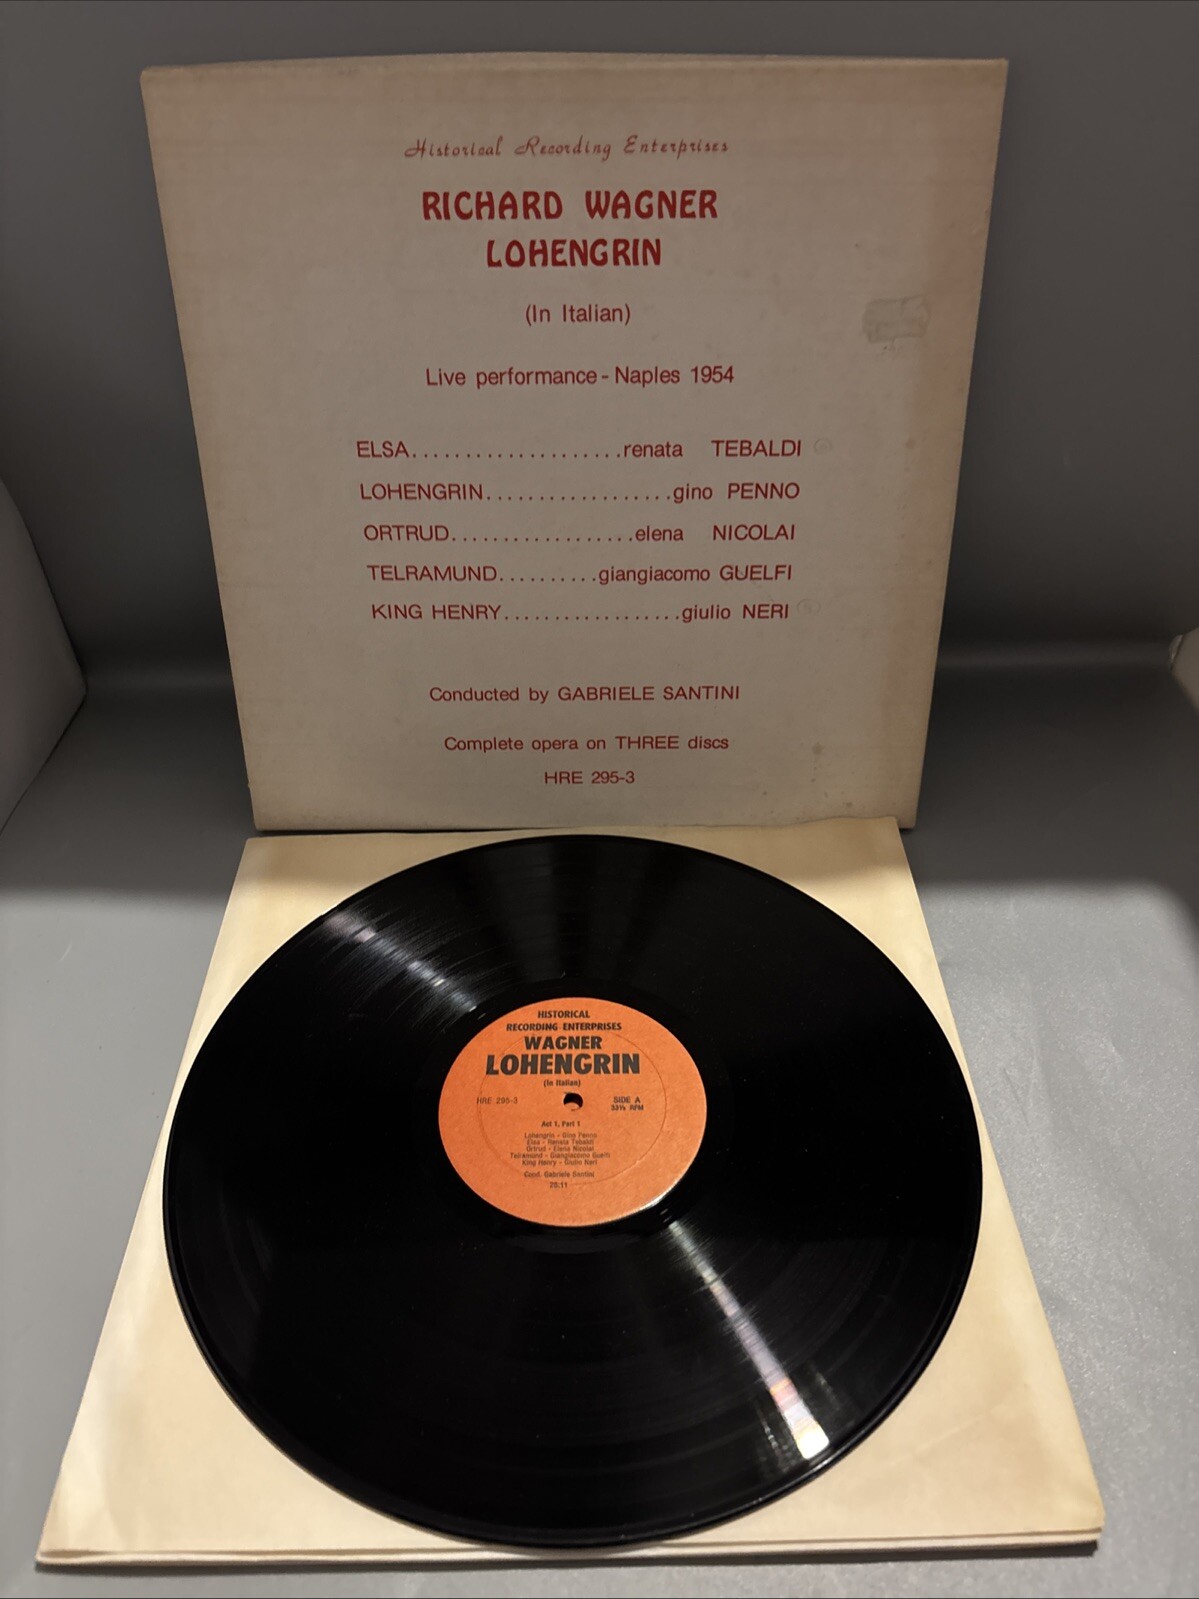 Historical Recording Enterprises
RICHARD WAGNER
LOHENGRIN
(In Italian)
Live performance - Naples 1954
ELSA.....................renata TEBALDI
LOHENGRIN..................gino PENNO
ORTRUD..................elena NICOLAI
TELRAMUND..........giangiacomo GUELFI
KING HENRY..................giulio NERI
Conducted by GABRIELE SANTINI
Complete opera on THREE discs
HRE 295-3
HISTORICAL
RECORDING ENTERPRISES
WAGNER
LOHENGRIN
(In Italian)
HRE 295-3
SIDE A
33⅓ RPM
Act 1, Part 1
Lohengrin - Gino Penno
Elsa - Renata Tebaldi
Ortrud - Elena Nicolai
Telramund - Giangiacomo Guelfi
King Henry - Giulio Neri
Cond. Gabriele Santini